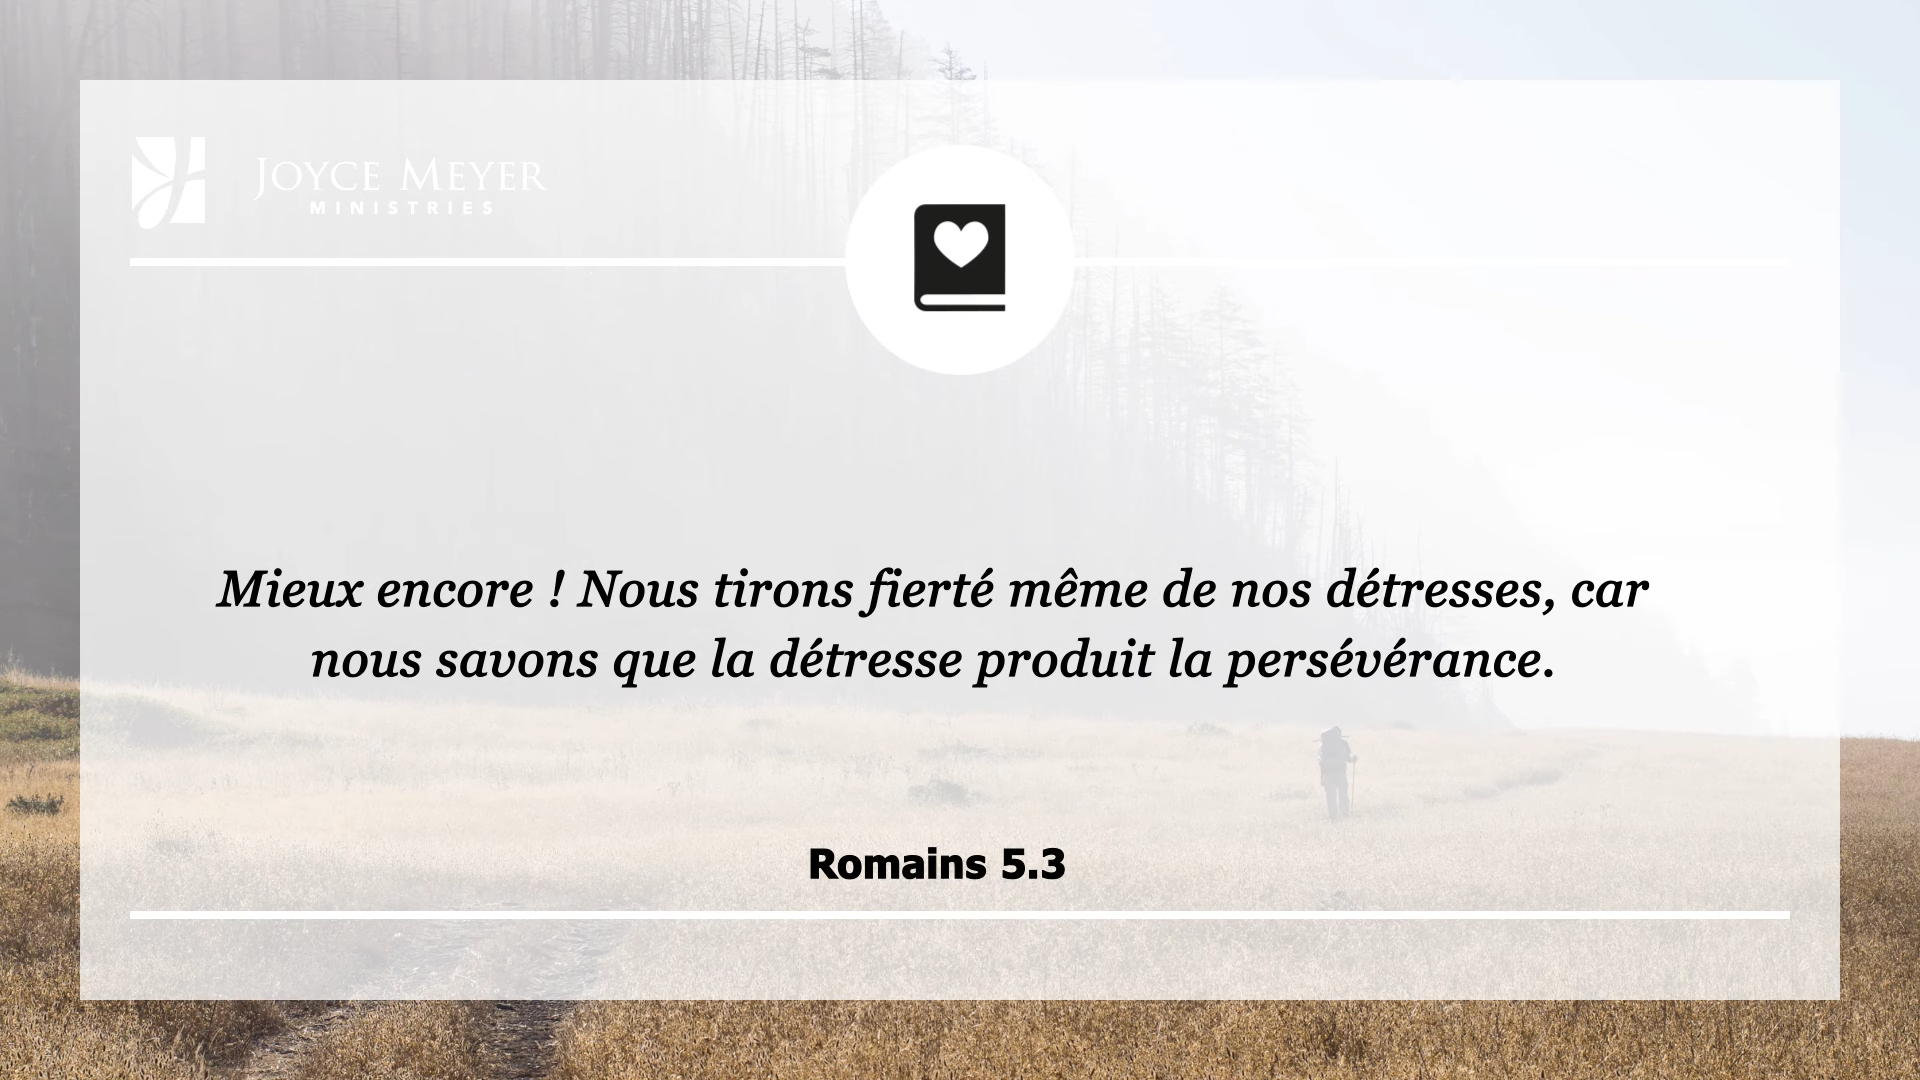 JOYCE MEYER
MINISTRIES
Mieux encore ! Nous tirons fierté même de nos détresses, car
nous savons que la détresse produit la persévérance.
Romains 5.3